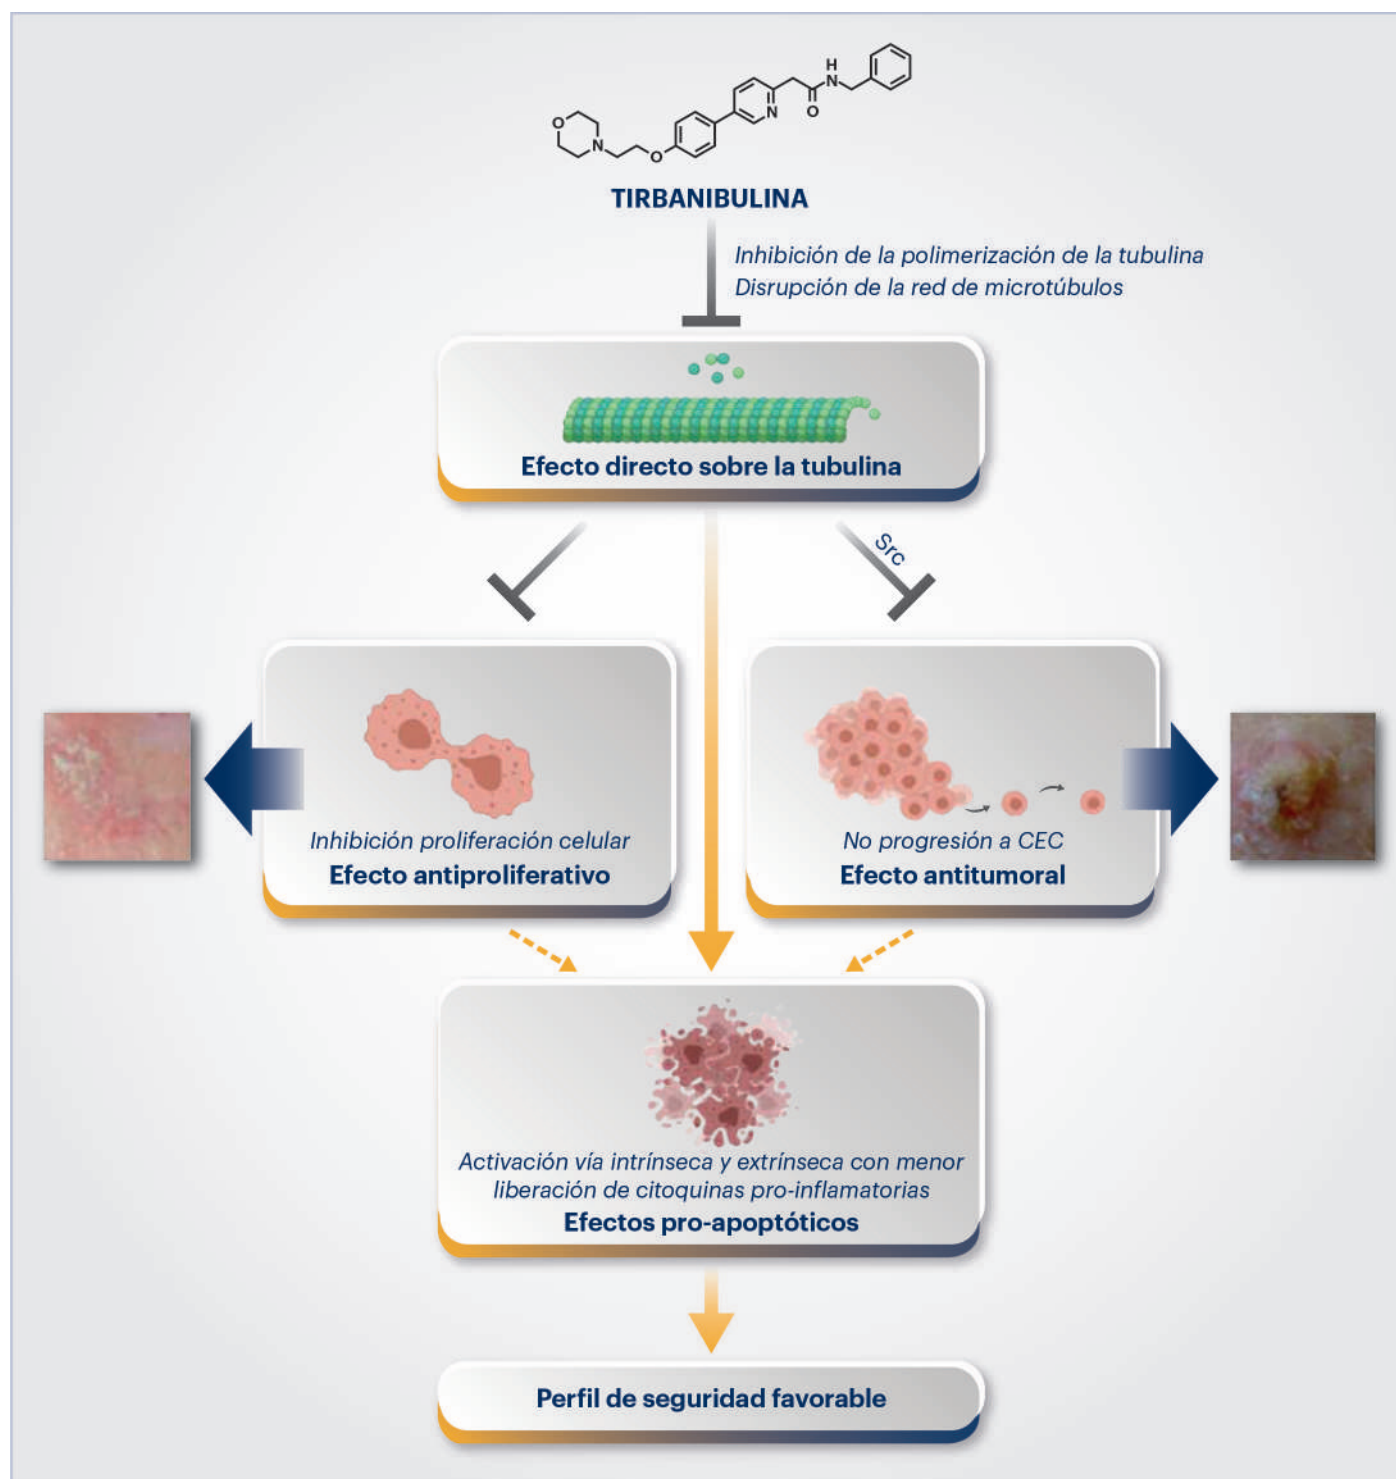 H
N
O
N
O
N
O
TIRBANIBULINA
Inhibición de la polimerización de la tubulina
Disrupción de la red de microtúbulos
Efecto directo sobre la tubulina
Src
Inhibición proliferación celular
Efecto antiproliferativo
No progresión a CEC
Efecto antitumoral
Activación vía intrínseca y extrínseca con menor
liberación de citoquinas pro-inflamatorias
Efectos pro-apoptóticos
Perfil de seguridad favorable